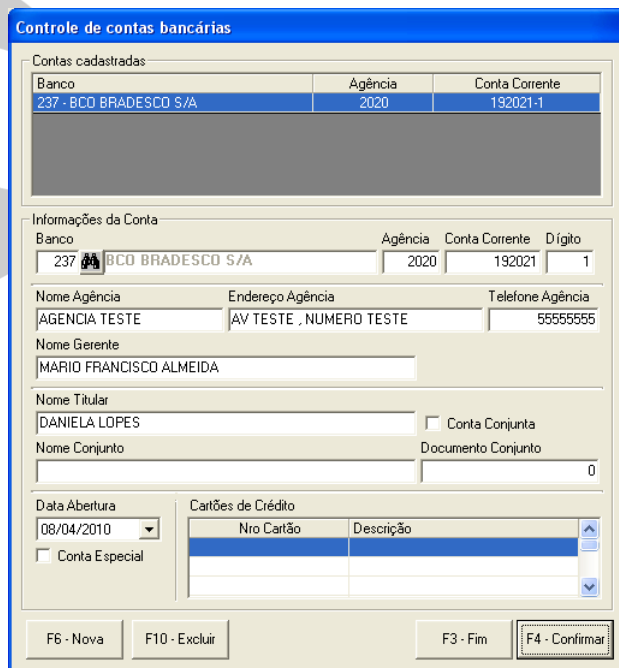 Controle de contas bancárias
Contas cadastradas
Banco Agência Conta Corrente
237 - BCO BRADESCO S/A 2020 192021-1
Informações da Conta
Banco Agência Conta Corrente Dígito
237 BCO BRADESCO S/A 2020 192021 1
Nome Agência Endereço Agência Telefone Agência
AGENCIA TESTE AV TESTE , NUMERO TESTE 55555555
Nome Gerente
MARIO FRANCISCO ALMEIDA
Nome Titular
DANIELA LOPES Conta Conjunta
Nome Conjunto Documento Conjunto
0
Data Abertura Cartões de Crédito
08/04/2010 Nro Cartão Descrição
Conta Especial
F6 - Nova F10 - Excluir F3 - Fim F4 - Confirmar